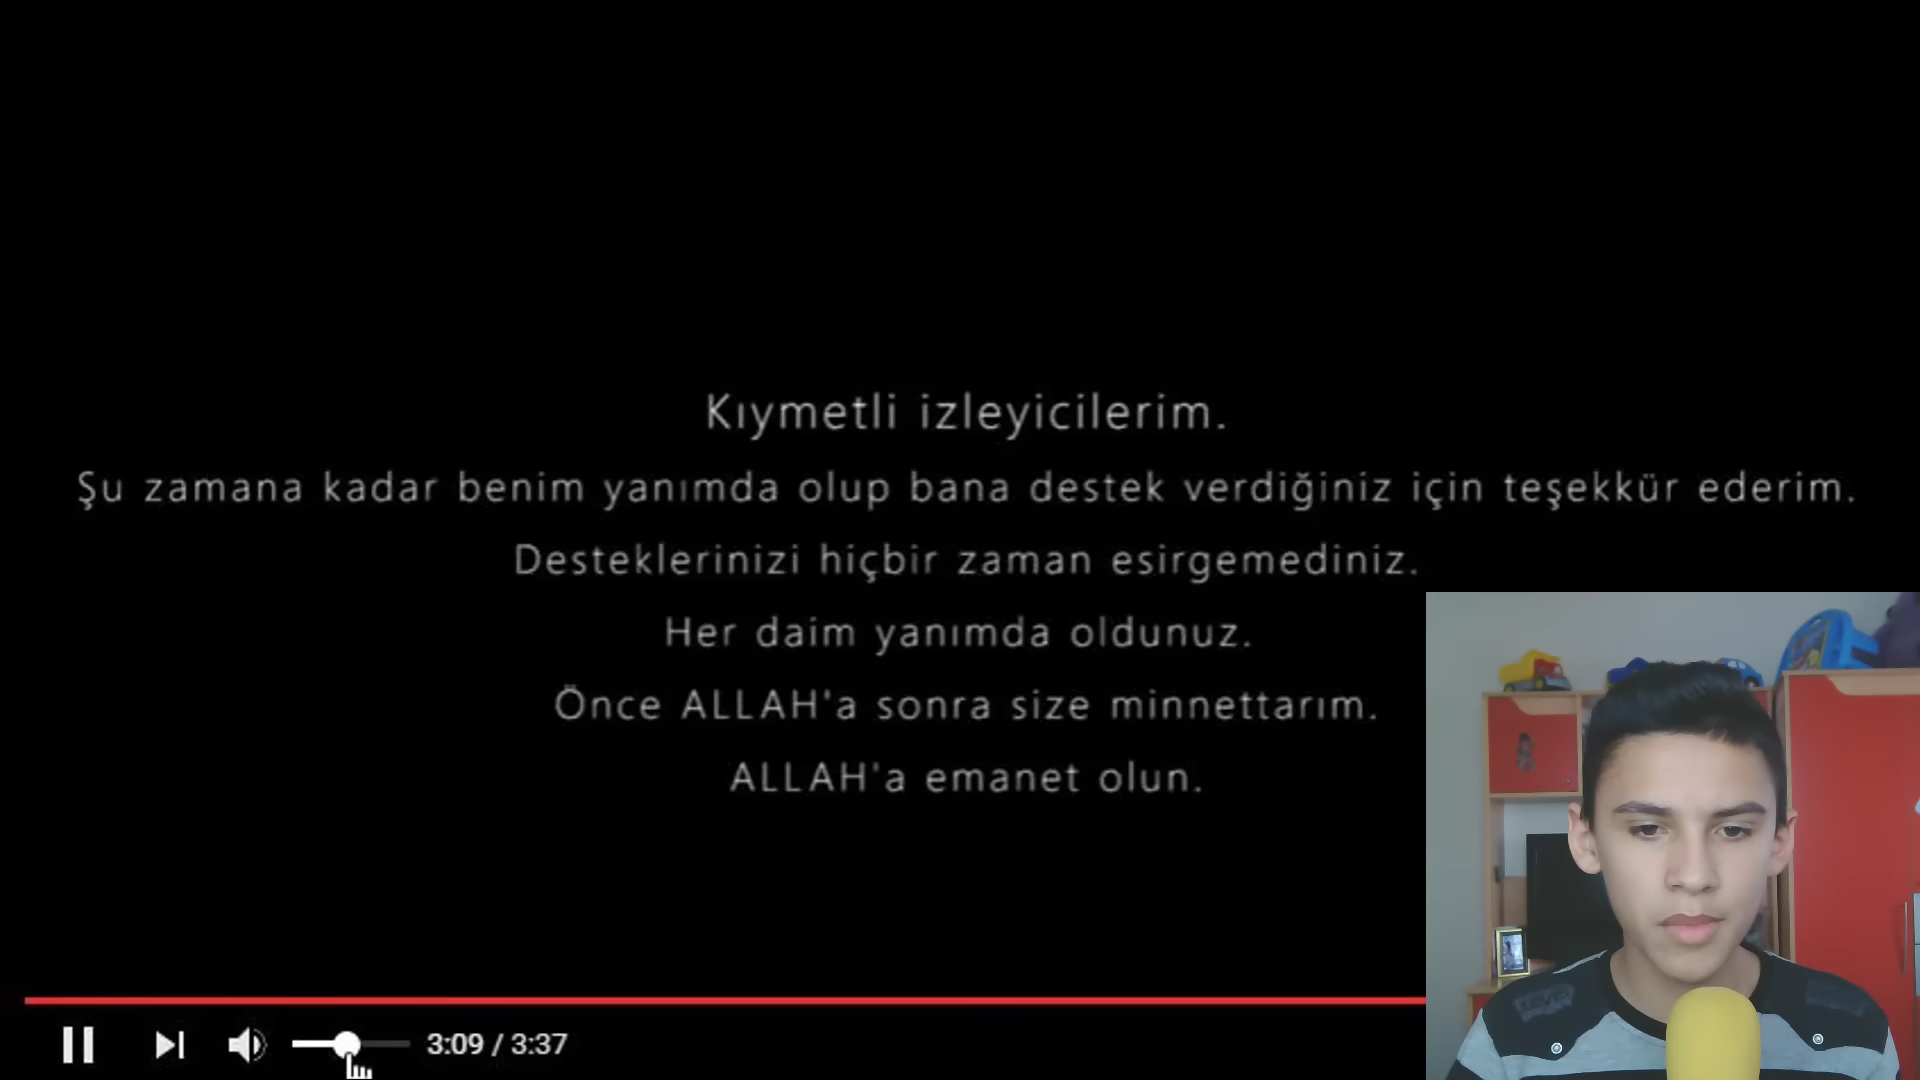 Kıymetli izleyicilerim.
Şu zamana kadar benim yanımda olup bana destek verdiğiniz için teşekkür ederim.
Desteklerinizi hiçbir zaman esirgemediniz.
Her daim yanımda oldunuz.
Önce ALLAH'a sonra size minnettarım.
ALLAH'a emanet olun.
3:09 / 3:37